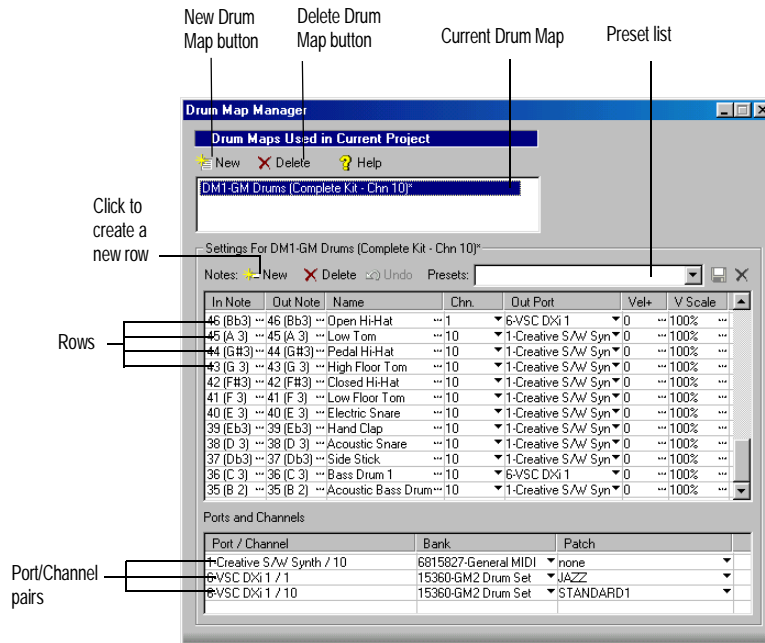 New Drum
Map button
Delete Drum
Map button
Current Drum Map
Preset list
Drum Map Manager
Drum Maps Used in Current Project
New Delete Help
DM1-GM Drums (Complete Kit - Chn 10)*
Click to
create a
new row
Settings For DM1-GM Drums (Complete Kit - Chn 10)*
Notes: New Delete Undo Presets:
In Note Out Note Name Chn. Out Port Vel+ V Scale
Rows
46 (Bb3) 46 (Bb3) Open Hi-Hat 1 6-VSC DXi 1 0 100%
45 (A 3) 45 (A 3) Low Tom 10 1-Creative S/W Syn 0 100%
44 (G#3) 44 (G#3) Pedal Hi-Hat 10 1-Creative S/W Syn 0 100%
43 (G 3) 43 (G 3) High Floor Tom 10 1-Creative S/W Syn 0 100%
42 (F#3) 42 (F#3) Closed Hi-Hat 10 1-Creative S/W Syn 0 100%
41 (F 3) 41 (F 3) Low Floor Tom 10 1-Creative S/W Syn 0 100%
40 (E 3) 40 (E 3) Electric Snare 10 1-Creative S/W Syn 0 100%
39 (Eb3) 39 (Eb3) Hand Clap 10 1-Creative S/W Syn 0 100%
38 (D 3) 38 (D 3) Acoustic Snare 10 1-Creative S/W Syn 0 100%
37 (Db3) 37 (Db3) Side Stick 10 1-Creative S/W Syn 0 100%
36 (C 3) 36 (C 3) Bass Drum 1 10 6-VSC DXi 1 0 100%
35 (B 2) 35 (B 2) Acoustic Bass Drum 10 1-Creative S/W Syn 0 100%
Ports and Channels
Port / Channel Bank Patch
Port/Channel
pairs
1-Creative S/W Synth / 10 6815827-General MIDI none
6-VSC DXi 1 / 1 15360-GM2 Drum Set JAZZ
6-VSC DXi 1 / 10 15360-GM2 Drum Set STANDARD1